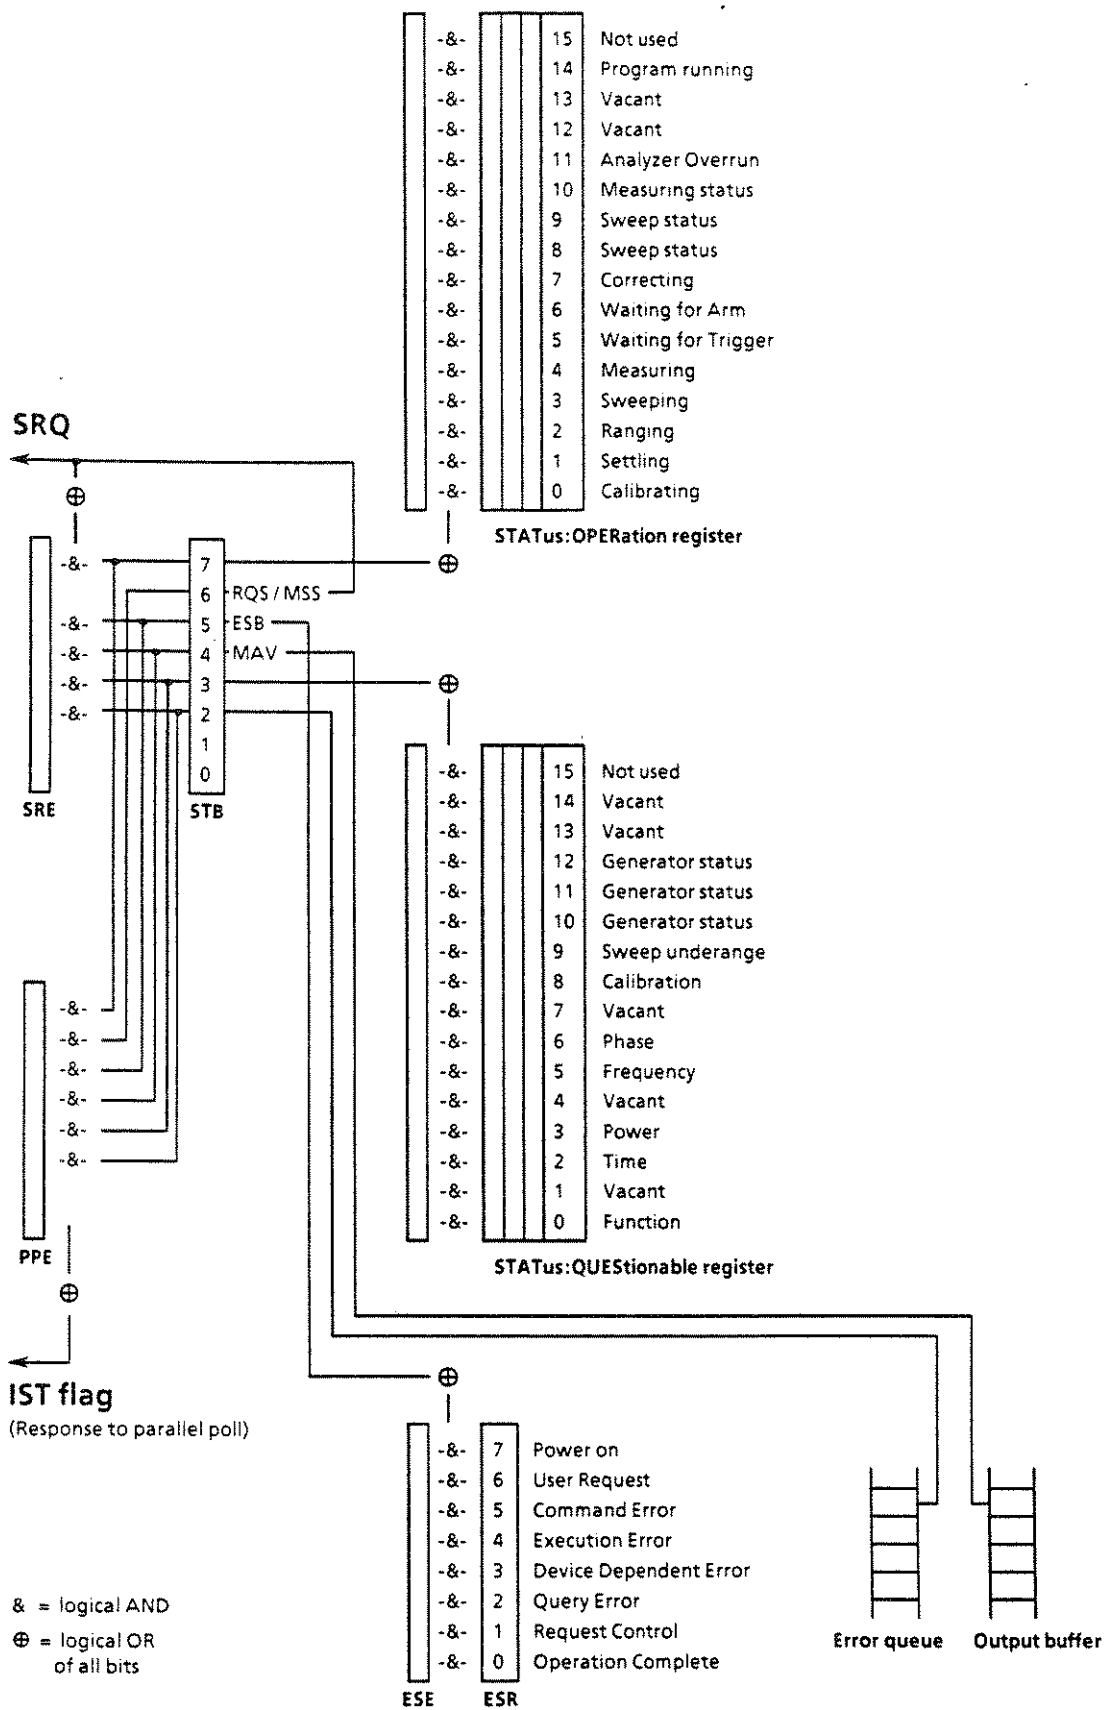 -&- 15 Not used
-&- 14 Program running
-&- 13 Vacant
-&- 12 Vacant
-&- 11 Analyzer Overrun
-&- 10 Measuring status
-&- 9 Sweep status
-&- 8 Sweep status
-&- 7 Correcting
-&- 6 Waiting for Arm
-&- 5 Waiting for Trigger
-&- 4 Measuring
-&- 3 Sweeping
-&- 2 Ranging
-&- 1 Settling
-&- 0 Calibrating
STATus:OPERation register
SRQ
⊕
-&- 7 ⊕
6 RQS / MSS
-&- 5 ESB
-&- 4 MAV
-&- 3 ⊕
-&- 2
1
0
SRE STB
-&- 15 Not used
-&- 14 Vacant
-&- 13 Vacant
-&- 12 Generator status
-&- 11 Generator status
-&- 10 Generator status
-&- 9 Sweep underange
-&- 8 Calibration
-&- 7 Vacant
-&- 6 Phase
-&- 5 Frequency
-&- 4 Vacant
-&- 3 Power
-&- 2 Time
-&- 1 Vacant
-&- 0 Function
STATus:QUEStionable register
-&-
-&-
-&-
-&-
-&-
-&-
PPE
⊕
IST flag
(Response to parallel poll)
⊕
-&- 7 Power on
-&- 6 User Request
-&- 5 Command Error
-&- 4 Execution Error
-&- 3 Device Dependent Error
-&- 2 Query Error
-&- 1 Request Control
-&- 0 Operation Complete
ESE ESR
Error queue Output buffer
& = logical AND
⊕ = logical OR
of all bits